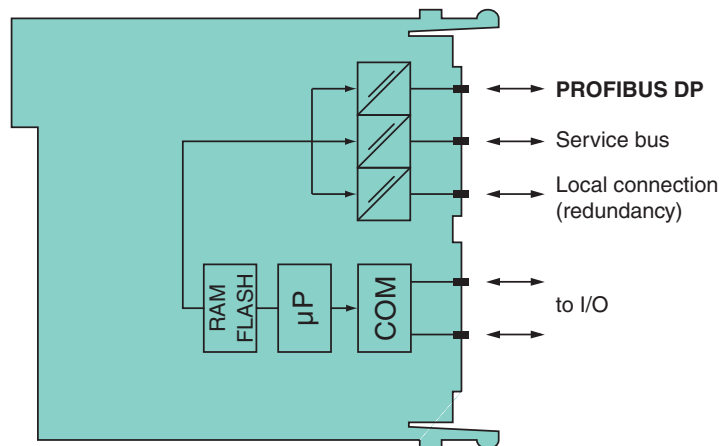 PROFIBUS DP
Service bus
Local connection
(redundancy)
RAM
FLASH
µP
COM
to I/O